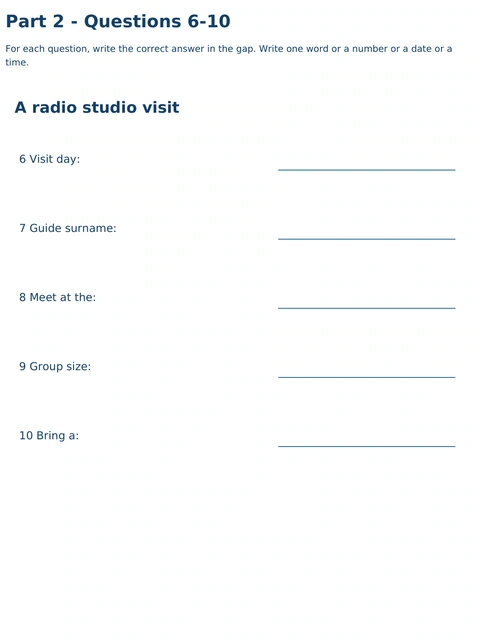 Part 2 - Questions 6-10
For each question, write the correct answer in the gap. Write one word or a number or a date or a
time.
A radio studio visit
6 Visit day:
7 Guide surname:
8 Meet at the:
9 Group size:
10 Bring a: